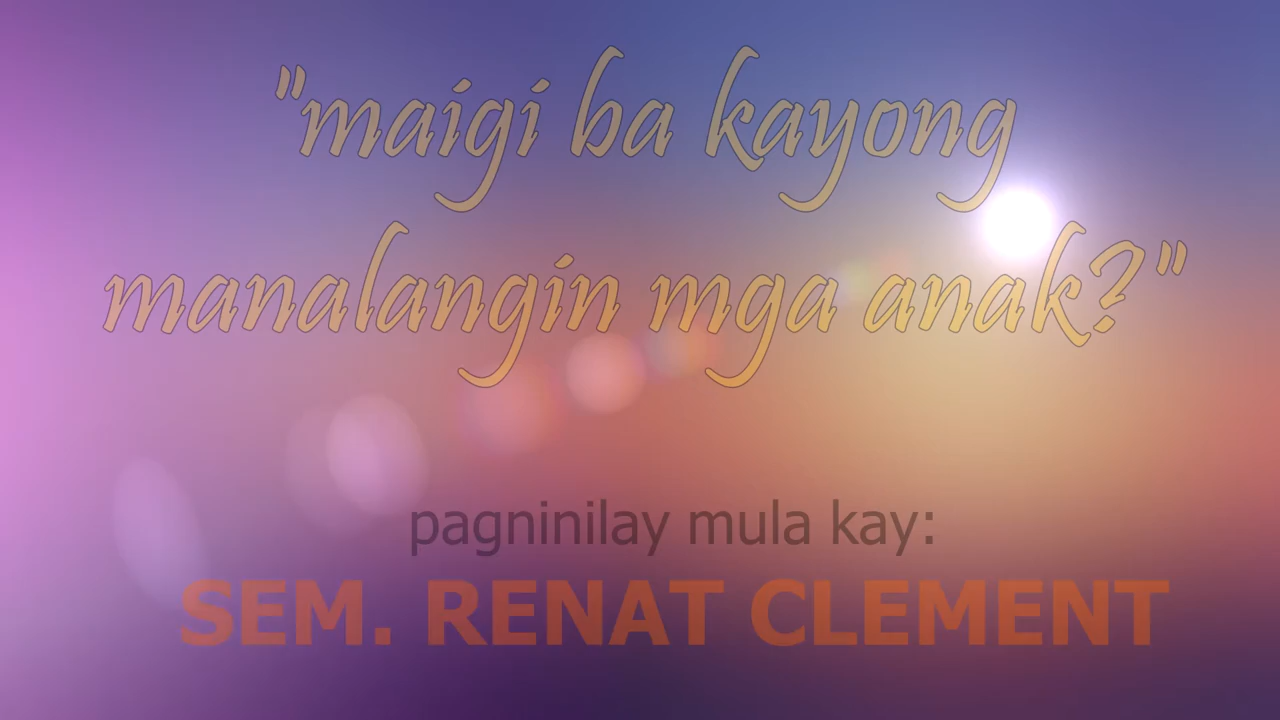 "maigi ba kayong
manalangin mga anak?"
pagninilay mula kay:
SEM. RENAT CLEMENT